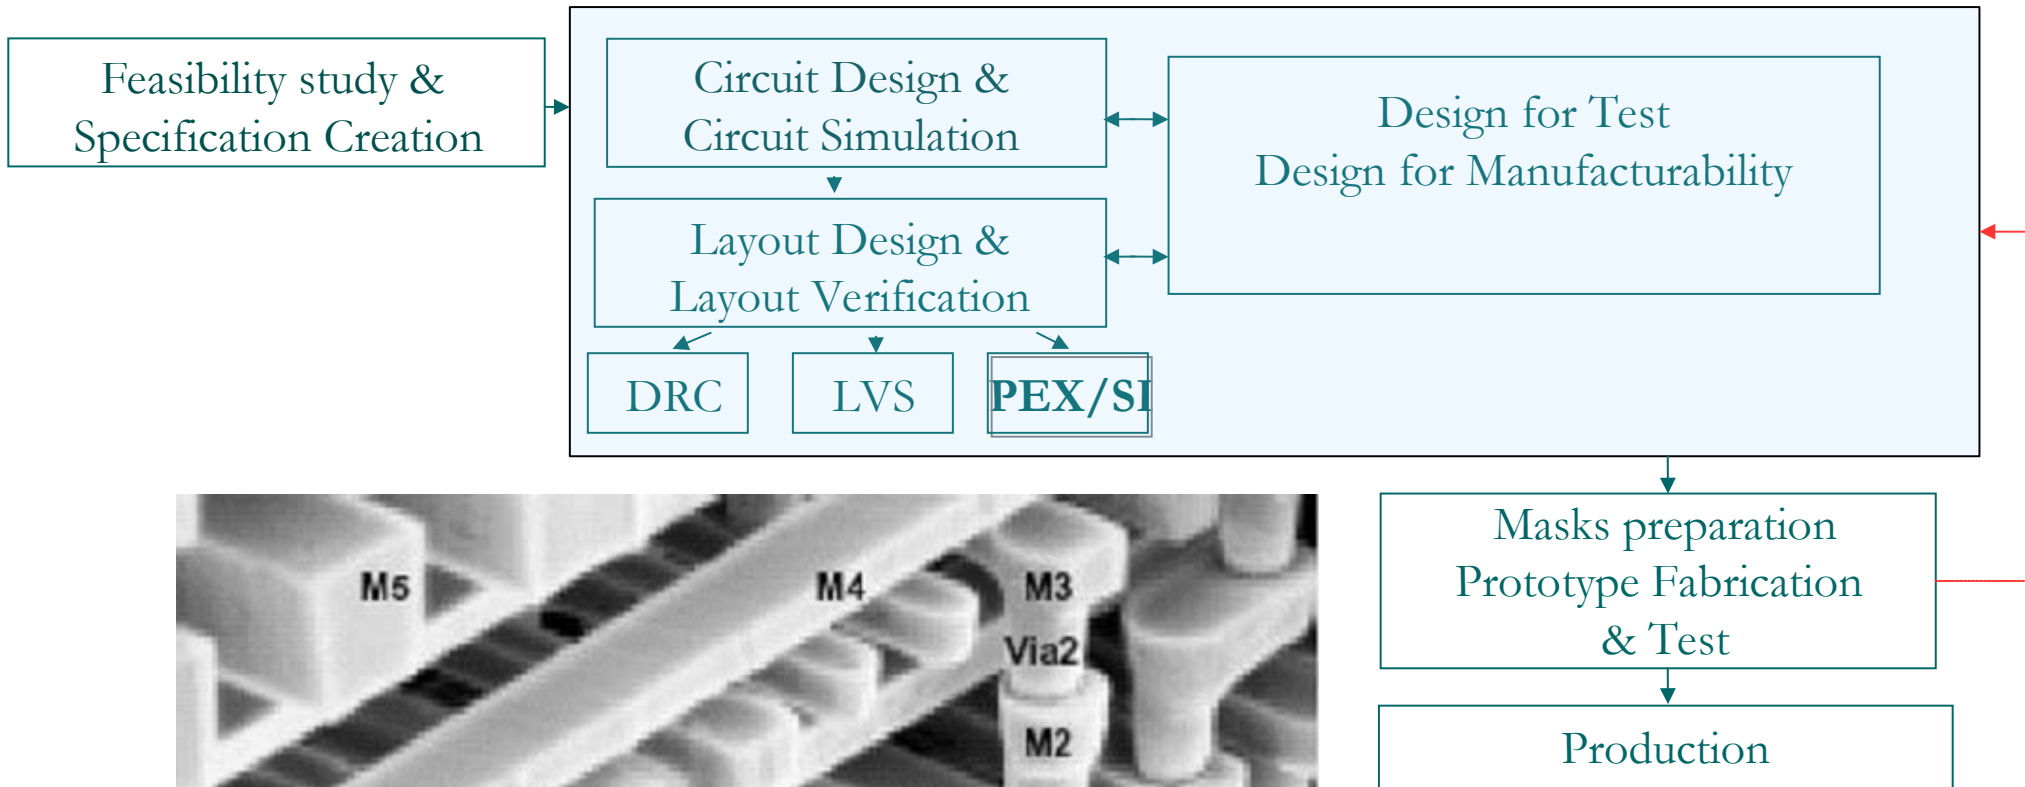 Feasibility study &
Specification Creation
Circuit Design &
Circuit Simulation
Design for Test
Design for Manufacturability
Layout Design &
Layout Verification
DRC
LVS
PEX/SI
Masks preparation
Prototype Fabrication
& Test
Production
M5
M4
M3
Via2
M2